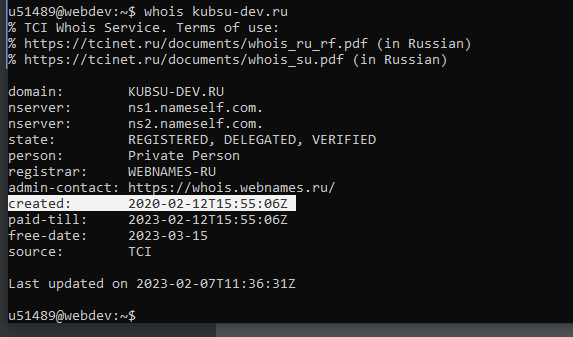 u51489@webdev:~$ whois kubsu-dev.ru
% TCI Whois Service. Terms of use:
% https://tcinet.ru/documents/whois_ru_rf.pdf (in Russian)
% https://tcinet.ru/documents/whois_su.pdf (in Russian)
domain:        KUBSU-DEV.RU
nserver:       ns1.nameself.com.
nserver:       ns2.nameself.com.
state:         REGISTERED, DELEGATED, VERIFIED
person:        Private Person
registrar:     WEBNAMES-RU
admin-contact: https://whois.webnames.ru/
created:       2020-02-12T15:55:06Z
paid-till:     2023-02-12T15:55:06Z
free-date:     2023-03-15
source:        TCI
Last updated on 2023-02-07T11:36:31Z
u51489@webdev:~$